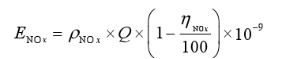 E_NOx = ρ_NOx × Q × (1 - η_NOx / 100) × 10^-9